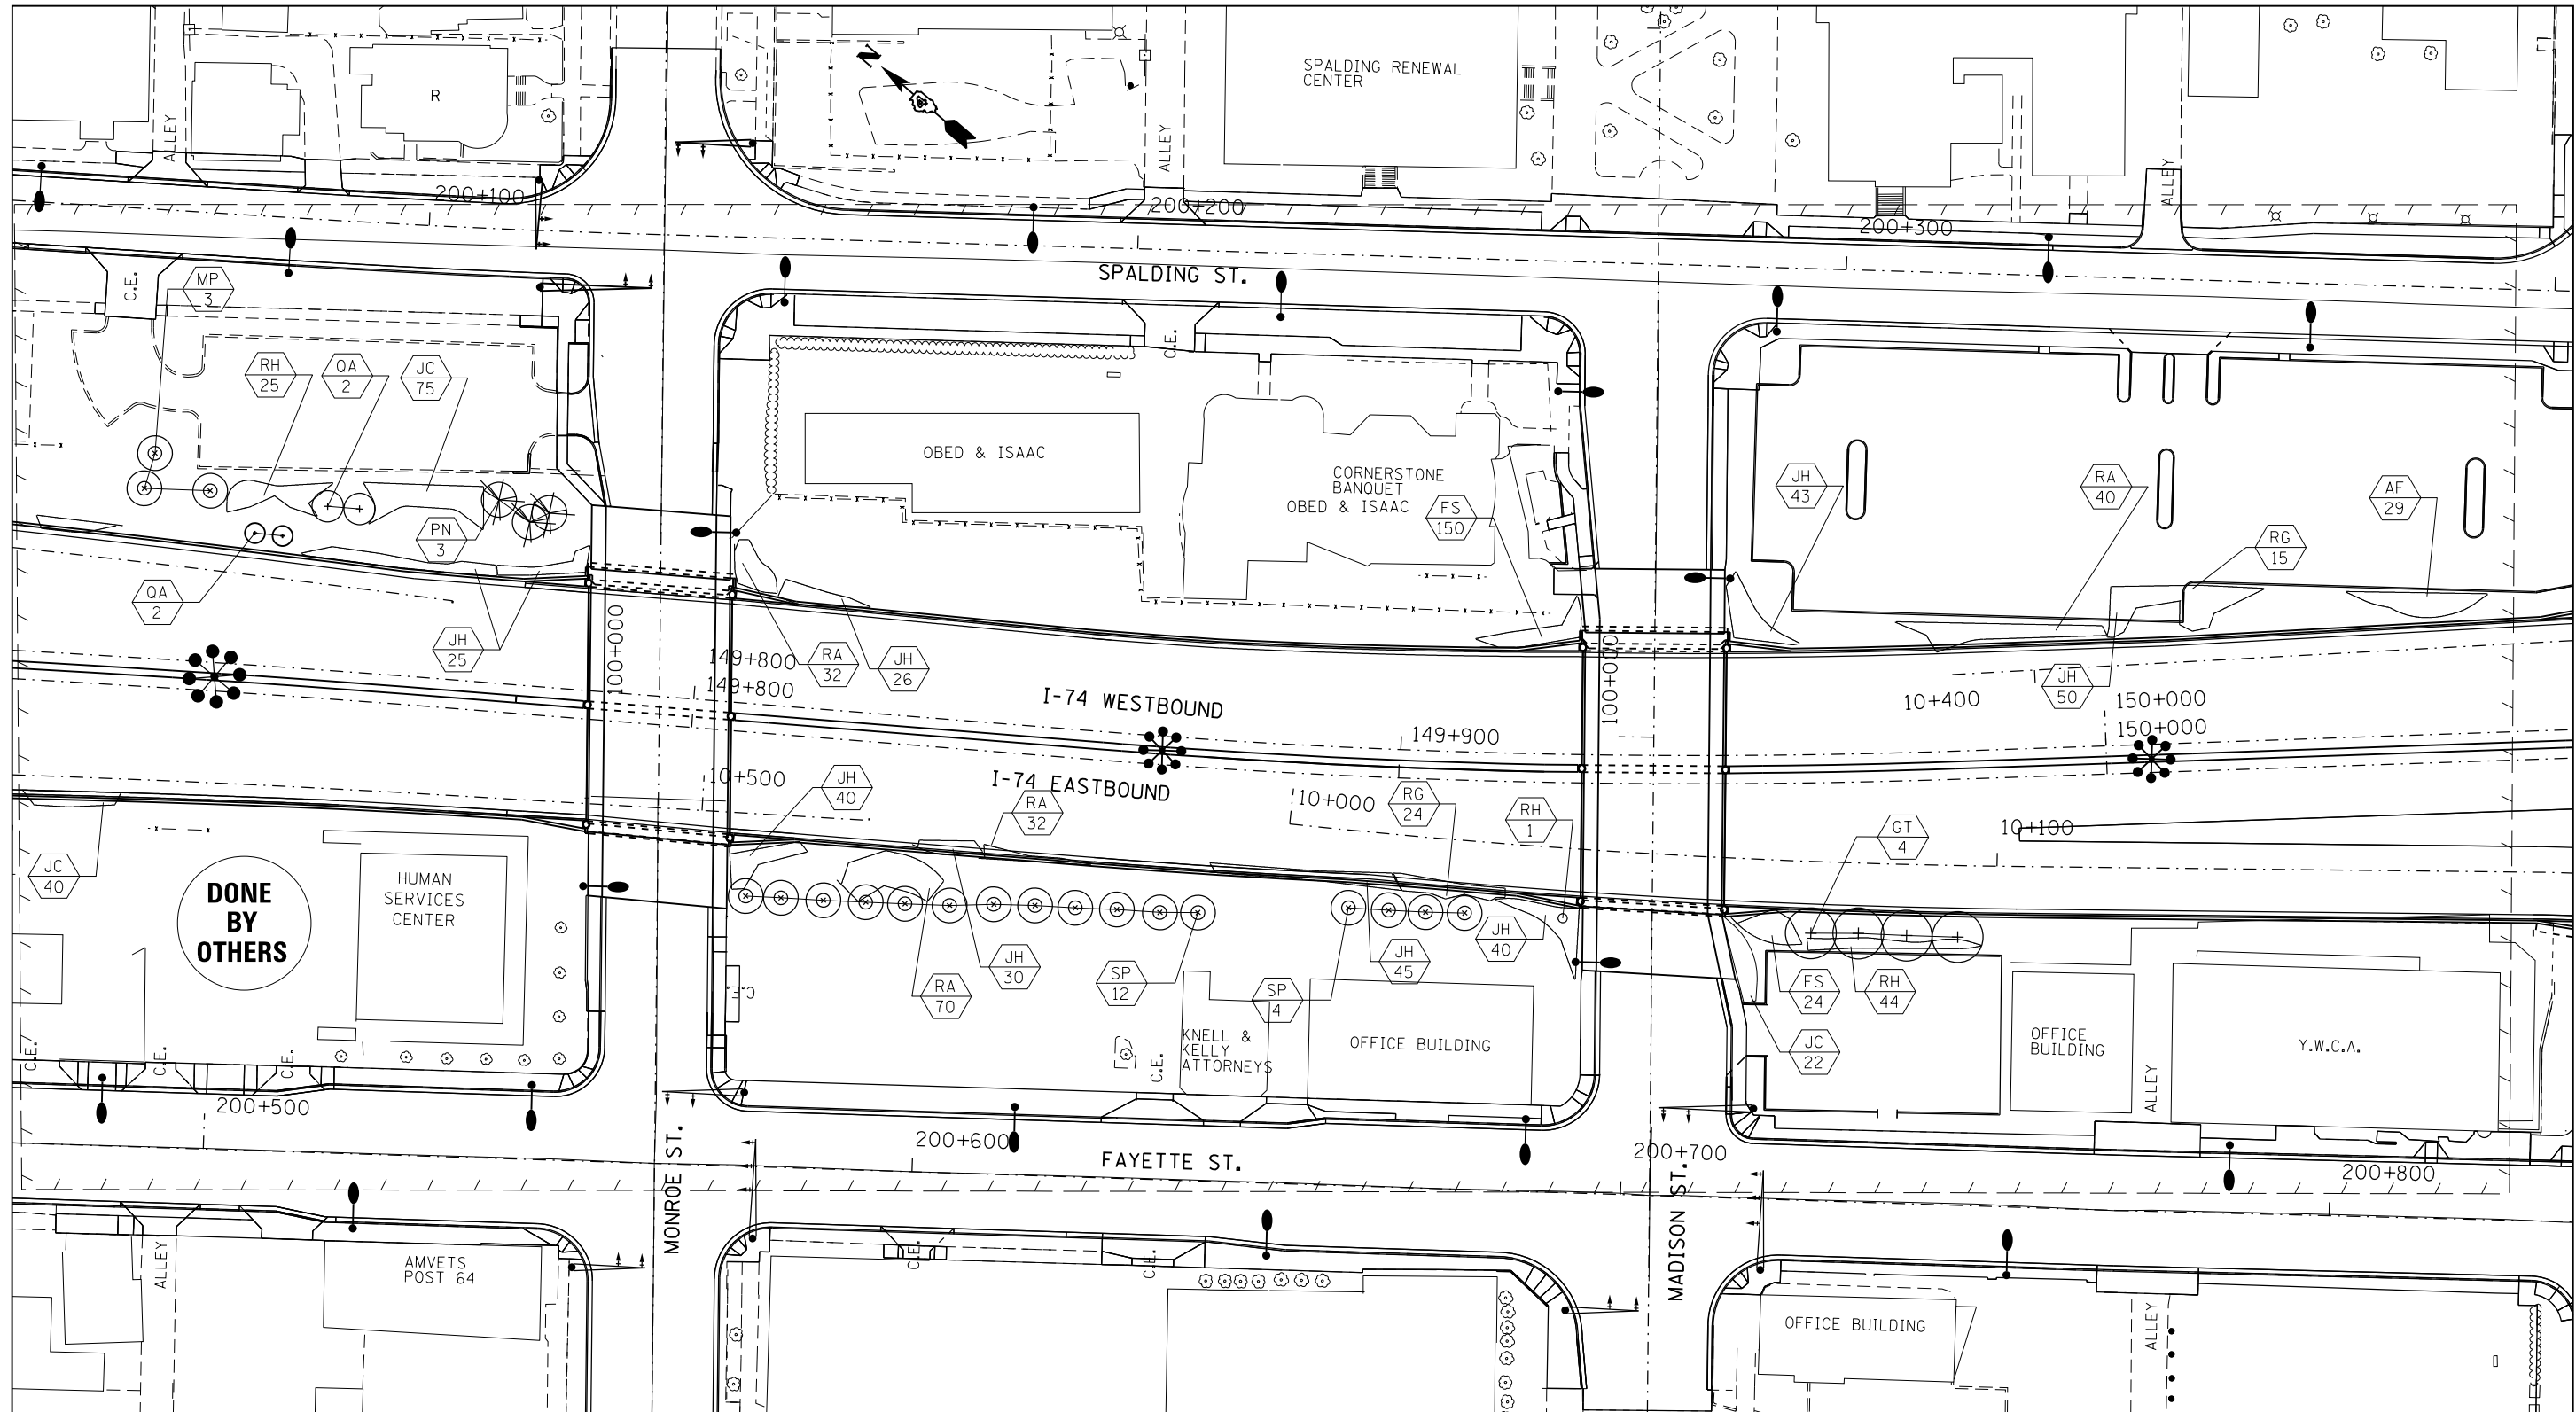 SPALDING RENEWAL
CENTER
N
R
ALLEY
ALLEY
ALLEY
200+100
200+200
200+300
SPALDING ST.
C.E.
C.E.
MP
3
RH
25
QA
2
JC
75
OBED & ISAAC
CORNERSTONE
BANQUET
OBED & ISAAC
FS
150
JH
43
RA
40
AF
29
PN
3
RG
15
QA
2
JH
25
100+000
149+800
149+800
RA
32
JH
26
100+000
JH
50
I-74 WESTBOUND
149+900
10+400
150+000
150+000
10+500
JH
40
I-74 EASTBOUND
RA
32
10+000
RG
24
RH
1
GT
4
10+100
JC
40
DONE
BY
OTHERS
HUMAN
SERVICES
CENTER
RA
70
JH
30
SP
12
SP
4
JH
45
JH
40
FS
24
RH
44
JC
22
C.E.
KNELL &
KELLY
ATTORNEYS
OFFICE BUILDING
OFFICE
BUILDING
Y.W.C.A.
C.E.
C.E.
C.E.
C.E.
ALLEY
200+500
200+600
MONROE ST.
FAYETTE ST.
200+700
MADISON ST.
200+800
ALLEY
AMVETS
POST 64
C.E.
C.E.
OFFICE BUILDING
ALLEY